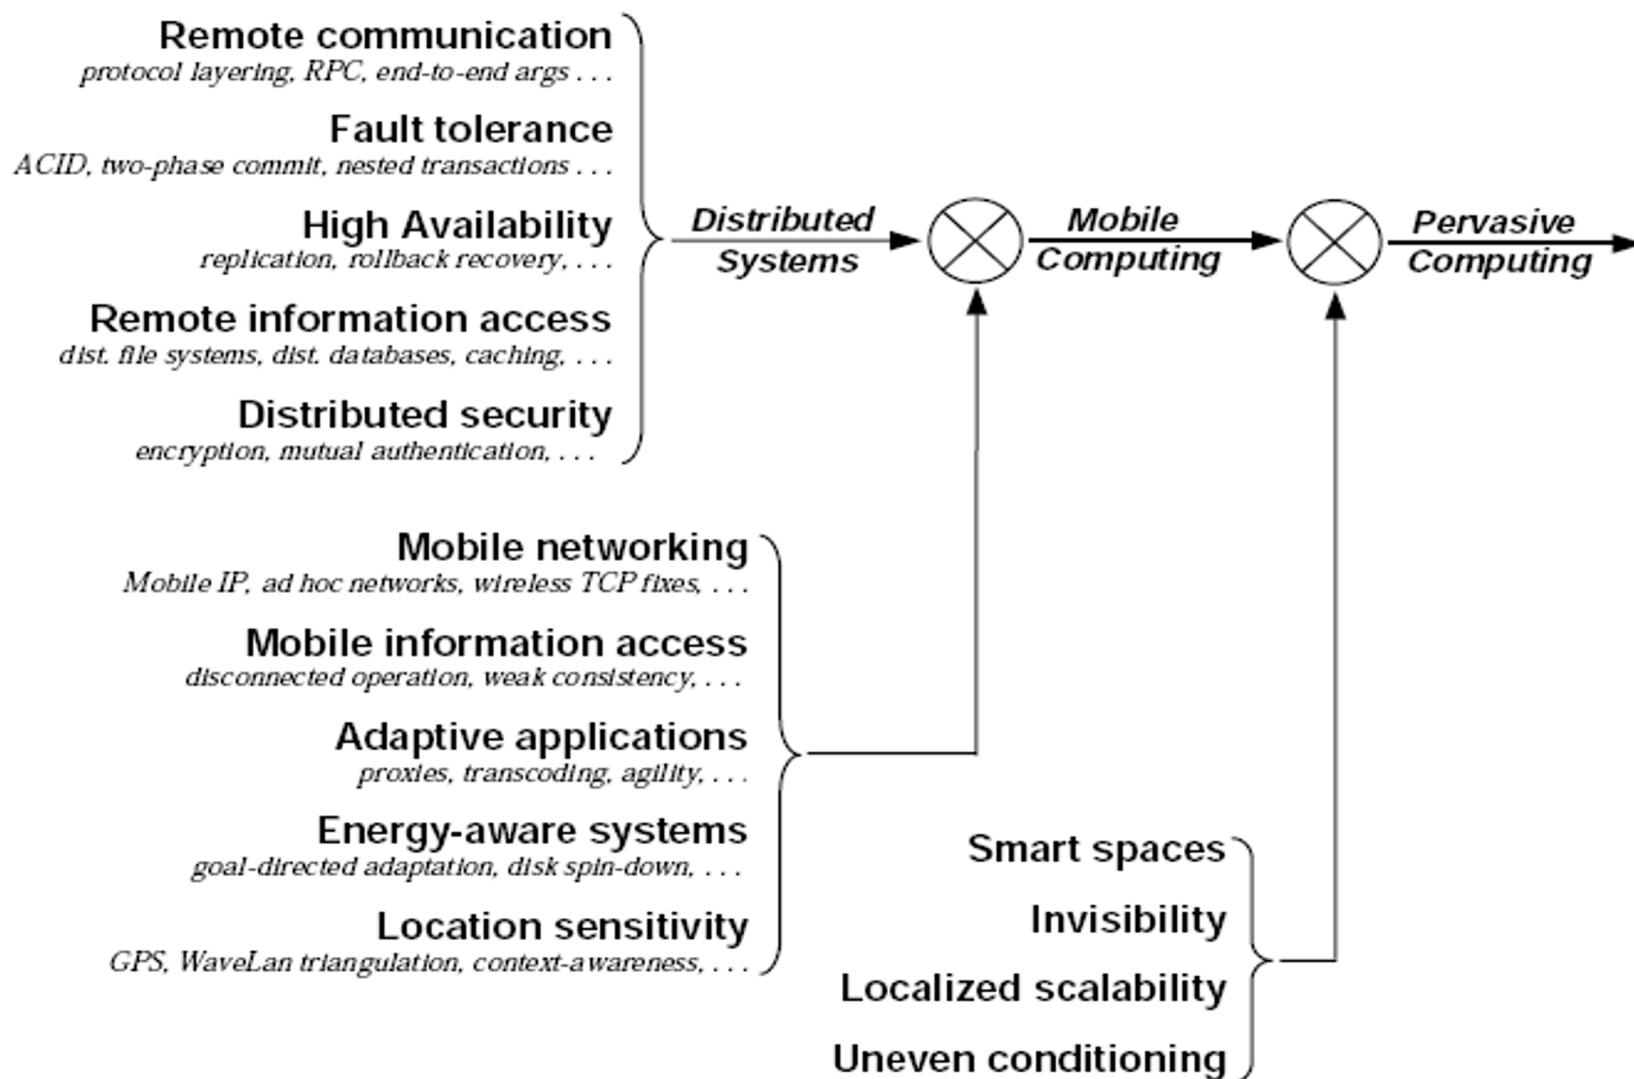 Remote communication
protocol layering, RPC, end-to-end args . . .
Fault tolerance
ACID, two-phase commit, nested transactions . . .
High Availability
replication, rollback recovery, . . .
Remote information access
dist. file systems, dist. databases, caching, . . .
Distributed security
encryption, mutual authentication, . . .
Distributed
Systems
Mobile
Computing
Pervasive
Computing
Mobile networking
Mobile IP, ad hoc networks, wireless TCP fixes, . . .
Mobile information access
disconnected operation, weak consistency, . . .
Adaptive applications
proxies, transcoding, agility, . . .
Energy-aware systems
goal-directed adaptation, disk spin-down, . . .
Location sensitivity
GPS, WaveLan triangulation, context-awareness, . . .
Smart spaces
Invisibility
Localized scalability
Uneven conditioning